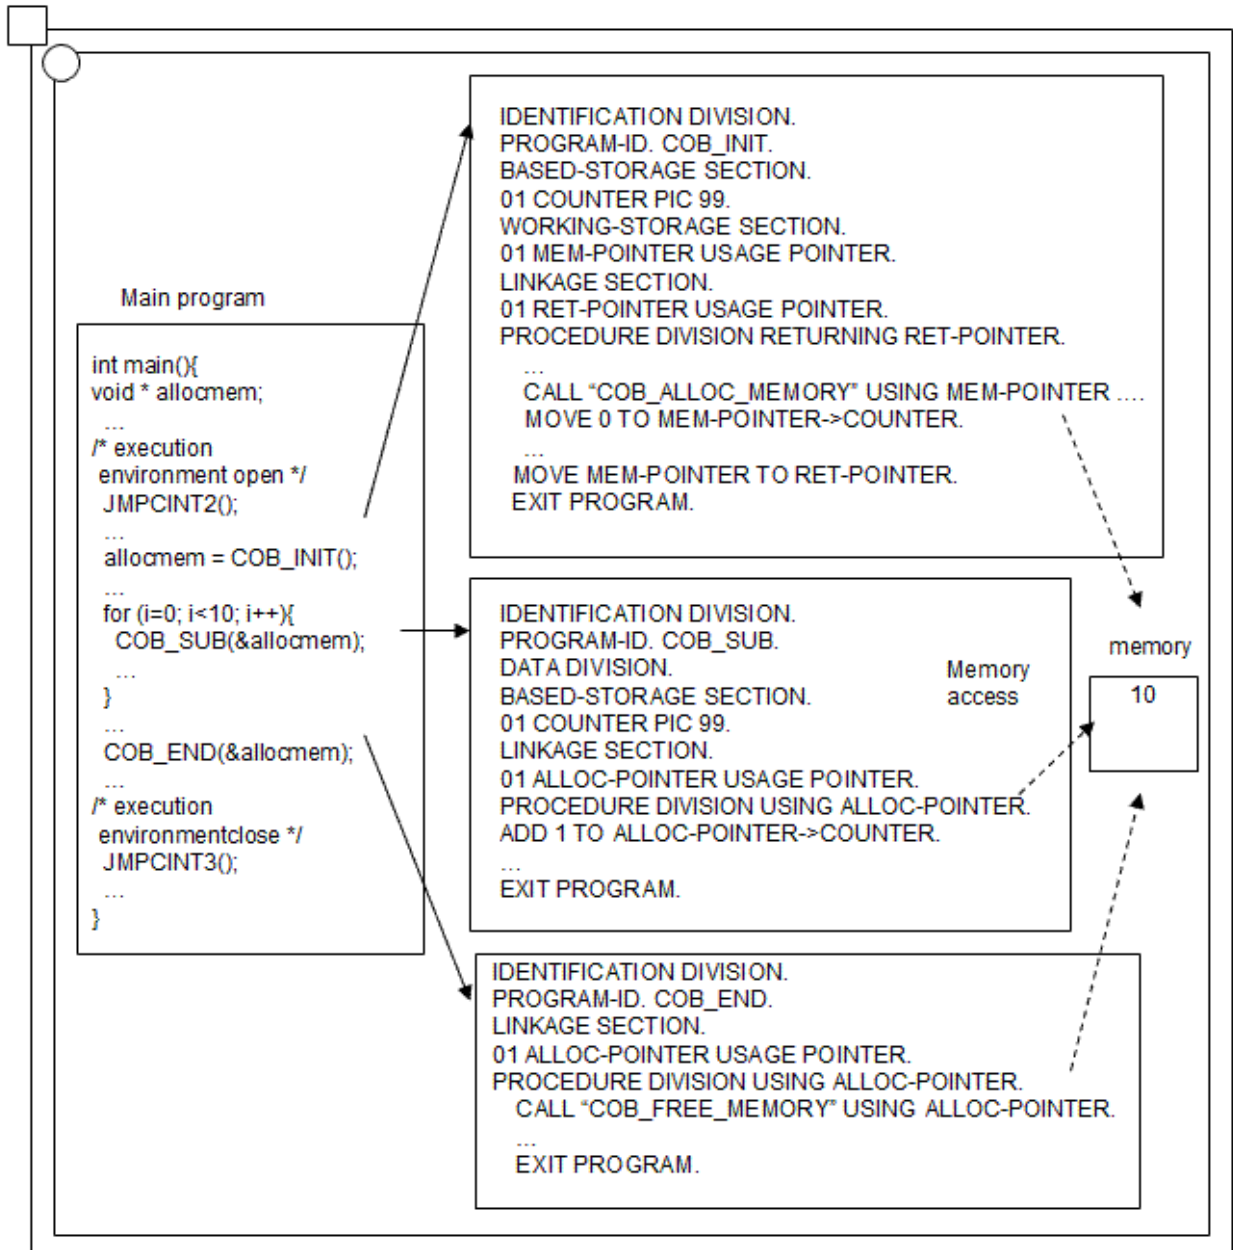 Main program
int main(){
void * allocmem;
...
/* execution
environment open */
JMPCINT2();
...
allocmem = COB_INIT();
...
for (i=0; i<10; i++){
COB_SUB(&allocmem);
...
}
...
COB_END(&allocmem);
...
/* execution
environmentclose */
JMPCINT3();
...
}
IDENTIFICATION DIVISION.
PROGRAM-ID. COB_INIT.
BASED-STORAGE SECTION.
01 COUNTER PIC 99.
WORKING-STORAGE SECTION.
01 MEM-POINTER USAGE POINTER.
LINKAGE SECTION.
01 RET-POINTER USAGE POINTER.
PROCEDURE DIVISION RETURNING RET-POINTER.
...
CALL “COB_ALLOC_MEMORY” USING MEM-POINTER ....
MOVE 0 TO MEM-POINTER->COUNTER.
...
MOVE MEM-POINTER TO RET-POINTER.
EXIT PROGRAM.
IDENTIFICATION DIVISION.
PROGRAM-ID. COB_SUB.
DATA DIVISION.
BASED-STORAGE SECTION.
01 COUNTER PIC 99.
LINKAGE SECTION.
01 ALLOC-POINTER USAGE POINTER.
PROCEDURE DIVISION USING ALLOC-POINTER.
ADD 1 TO ALLOC-POINTER->COUNTER.
...
EXIT PROGRAM.
Memory
access
memory
10
IDENTIFICATION DIVISION.
PROGRAM-ID. COB_END.
LINKAGE SECTION.
01 ALLOC-POINTER USAGE POINTER.
PROCEDURE DIVISION USING ALLOC-POINTER.
CALL “COB_FREE_MEMORY” USING ALLOC-POINTER.
...
EXIT PROGRAM.